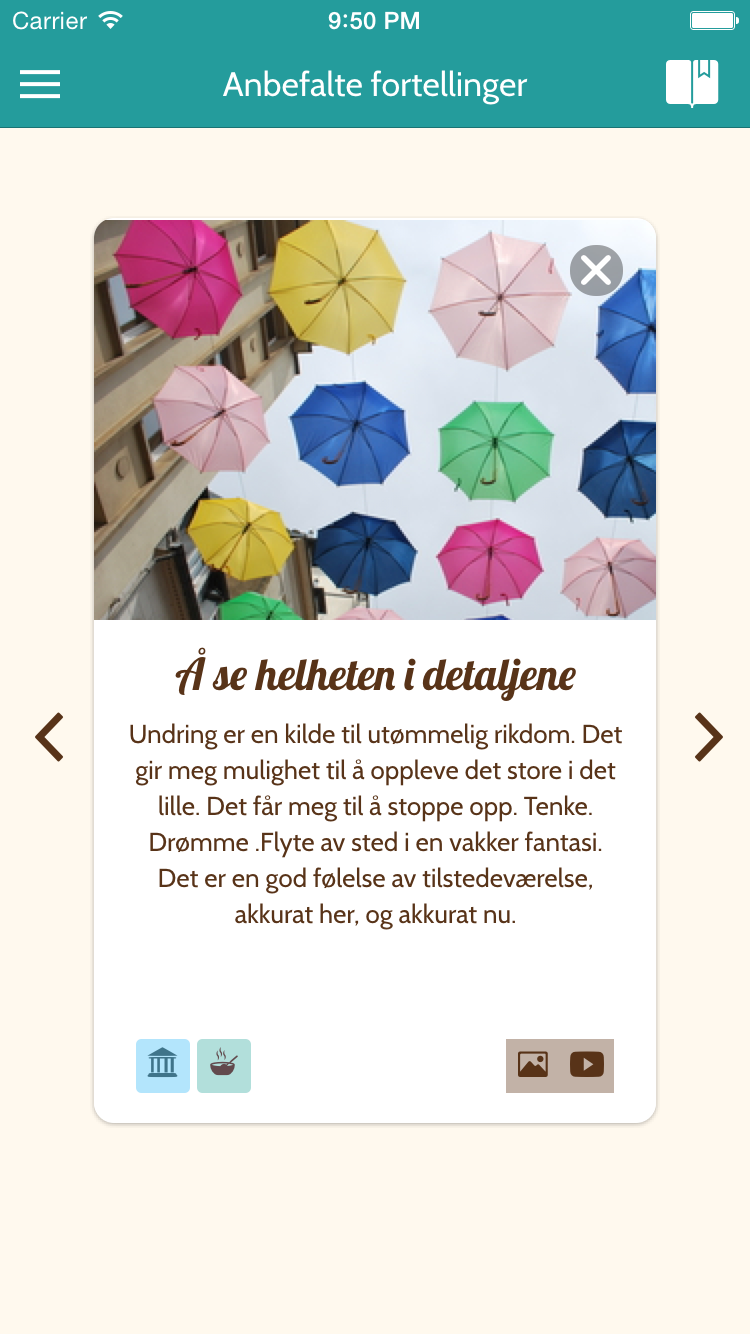 Carrier
9:50 PM
Anbefalte fortellinger
Å se helheten i detaljene
Undring er en kilde til utømmelig rikdom. Det
gir meg mulighet til å oppleve det store i det
lille. Det får meg til å stoppe opp. Tenke.
Drømme .Flyte av sted i en vakker fantasi.
Det er en god følelse av tilstedeværelse,
akkurat her, og akkurat nu.